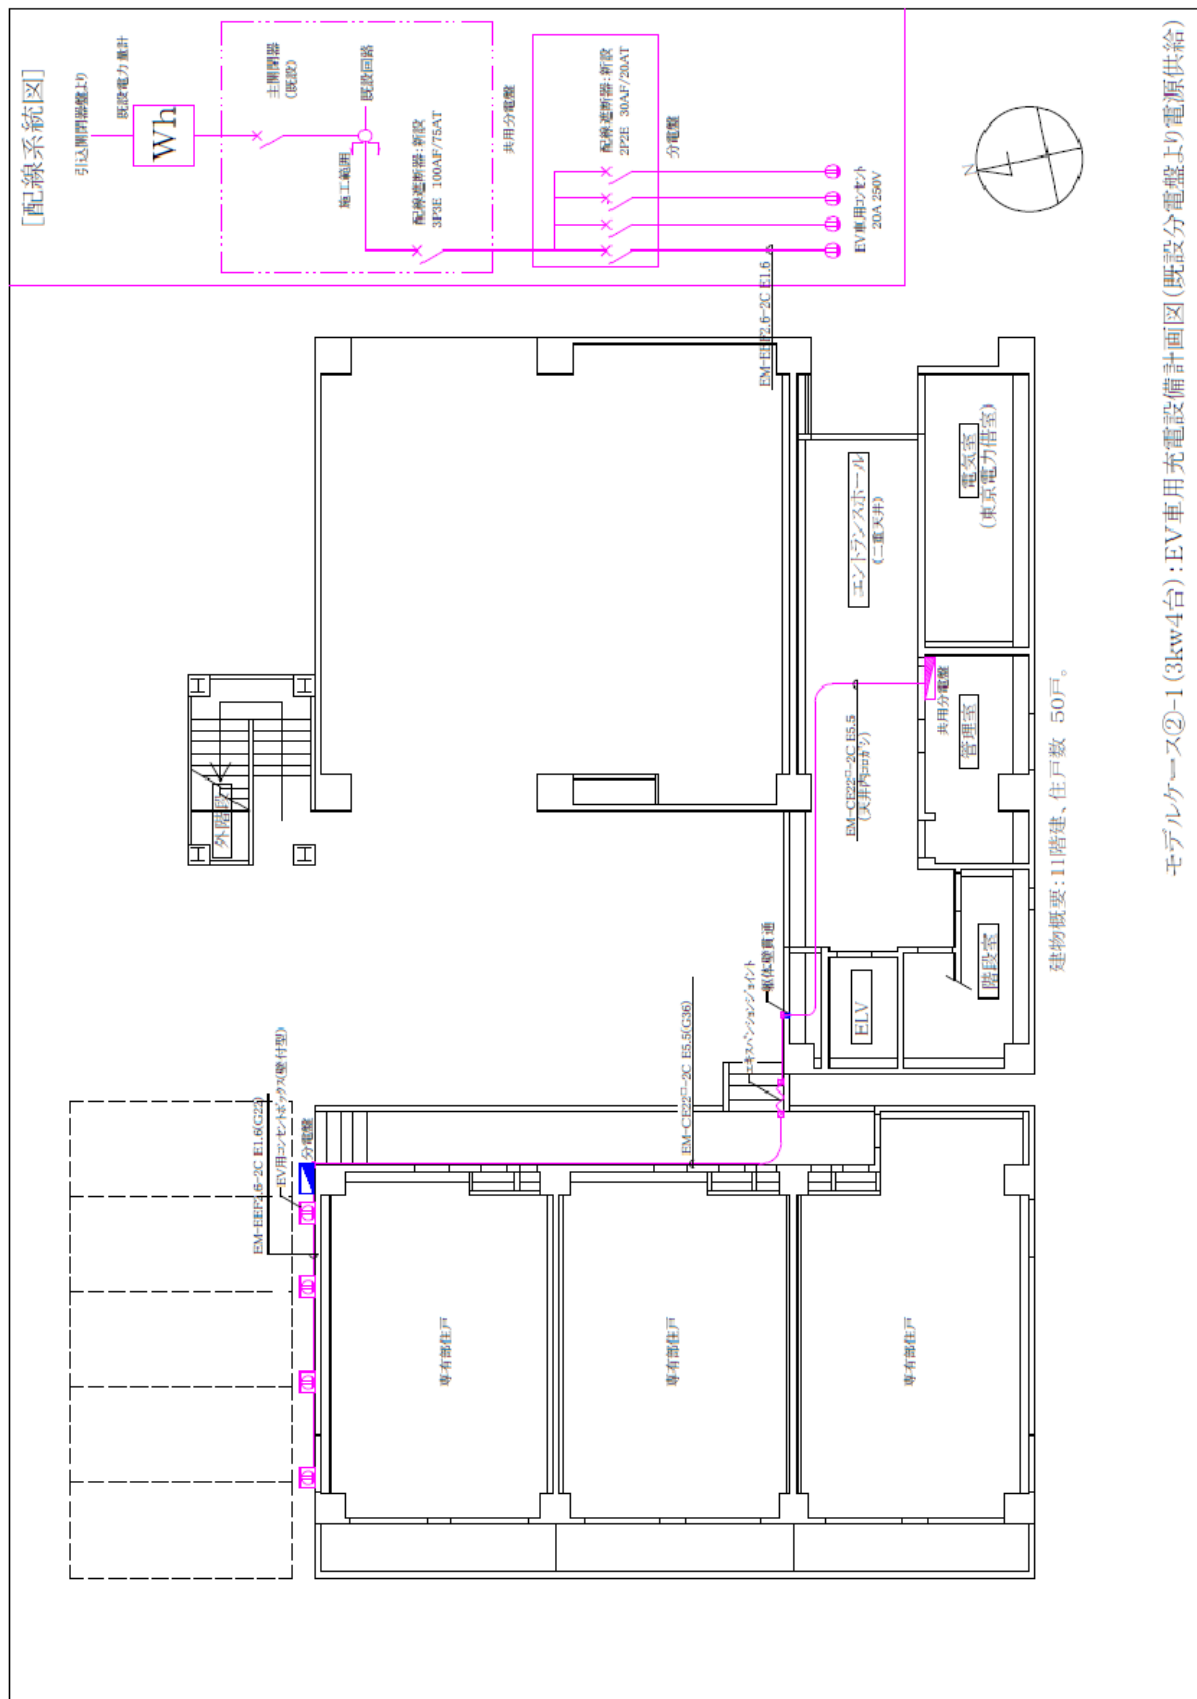 [配線系統図]
引込開閉器盤より
既設電力量計
Wh
主開閉器
(既設)
既設回路
施工範囲
配線遮断器:新設
3P3E 100AF/75AT
共用分電盤
配線遮断器:新設
2P2E 30AF/20AT
分電盤
EV車用コンセント
20A 250V
EM-EEF2.6-2C E1.6
N
外階段
エントランスホール
(二重天井)
電気室
(東京電力借室)
共用分電盤
管理室
EM-CE22□-2C E5.5
(天井内コロガシ)
階段室
ELV
躯体壁貫通
エキスパンションジョイント
EM-CE22□-2C E5.5(G36)
分電盤
EV用コンセントボックス(壁付型)
EM-EEF2.6-2C E1.6(G22)
専有部住戸
専有部住戸
専有部住戸
建物概要:11階建、住戸数 50戸。
モデルケース②-1(3kw4台):EV車用充電設備計画図(既設分電盤より電源供給)